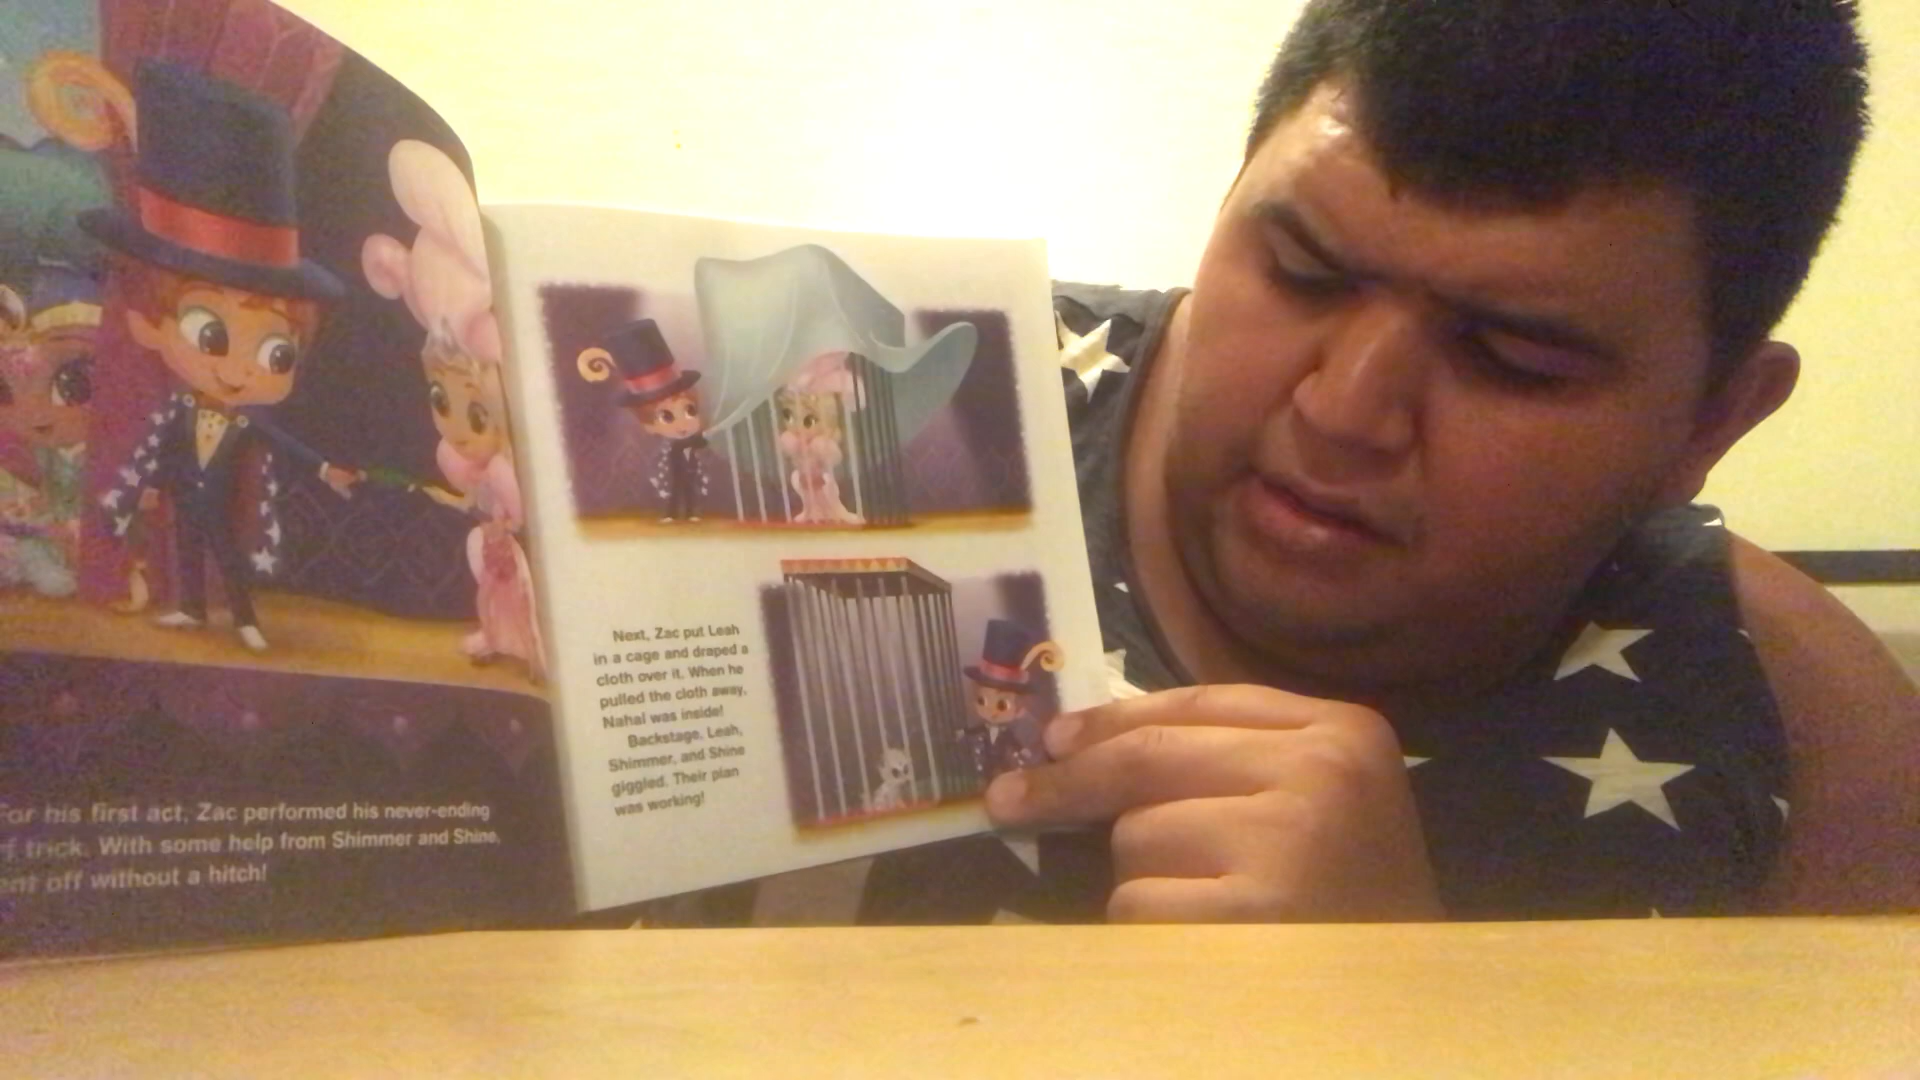 For his first act, Zac performed his never-ending
trick. With some help from Shimmer and Shine,
off without a hitch!
Next, Zac put Leah
in a cage and draped a
cloth over it. When he
pulled the cloth away,
Nahal was inside!
Backstage, Leah,
Shimmer, and Shine
giggled. Their plan
was working!